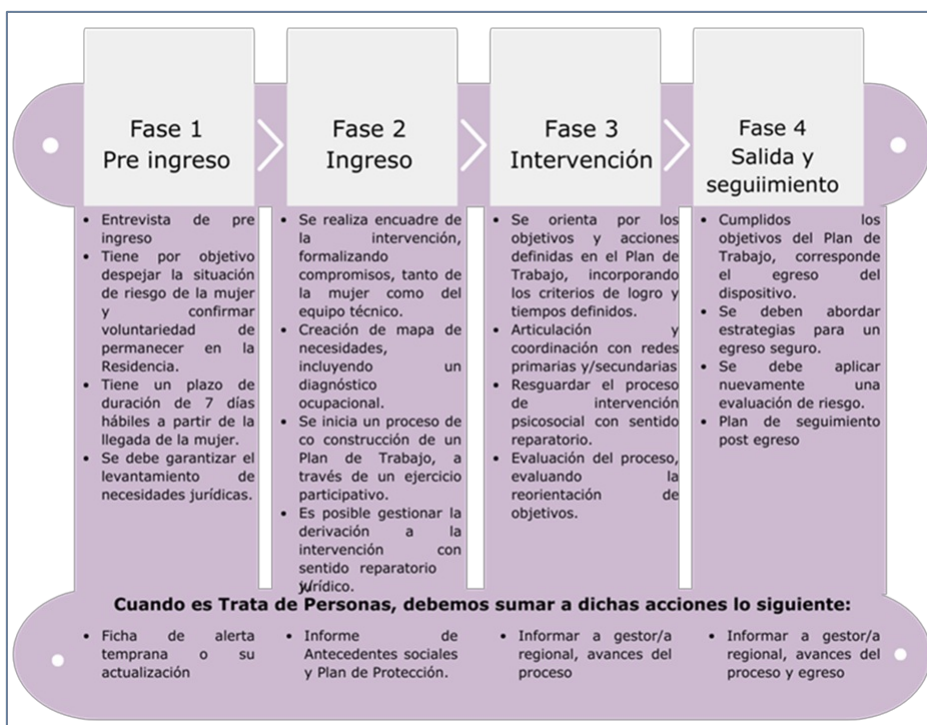 Fase 1
Pre ingreso
Fase 2
Ingreso
Fase 3
Intervención
Fase 4
Salida y
seguiimiento
• Entrevista de pre
ingreso
• Tiene por objetivo
despejar la situación
de riesgo de la mujer
y confirmar
voluntariedad de
permanecer en la
Residencia.
• Tiene un plazo de
duración de 7 días
hábiles a partir de la
llegada de la mujer.
• Se debe garantizar el
levantamiento de
necesidades jurídicas.
• Se realiza encuadre de
la intervención,
formalizando
compromisos, tanto de
la mujer como del
equipo técnico.
• Creación de mapa de
necesidades,
incluyendo un
diagnóstico
ocupacional.
• Se inicia un proceso de
co construcción de un
Plan de Trabajo, a
través de un ejercicio
participativo.
• Es posible gestionar la
derivación a la
intervención con
sentido reparatorio
y/
jurídico.
• Se orienta por los
objetivos y acciones
definidas en el Plan de
Trabajo, incorporando
los criterios de logro y
tiempos definidos.
• Articulación y
coordinación con redes
primarias y/secundarias
• Resguardar el proceso
de intervención
psicosocial con sentido
reparatorio.
• Evaluación del proceso,
evaluando la
reorientación de
objetivos.
• Cumplidos los
objetivos del Plan de
Trabajo, corresponde
el egreso del
dispositivo.
• Se deben abordar
estrategias para un
egreso seguro.
• Se debe aplicar
nuevamente una
evaluación de riesgo.
• Plan de seguimiento
post egreso
Cuando es Trata de Personas, debemos sumar a dichas acciones lo siguiente:
• Ficha de alerta
temprana o su
actualización
• Informe de
Antecedentes sociales
y Plan de Protección.
• Informar a gestor/a
regional, avances del
proceso
• Informar a gestor/a
regional, avances del
proceso y egreso